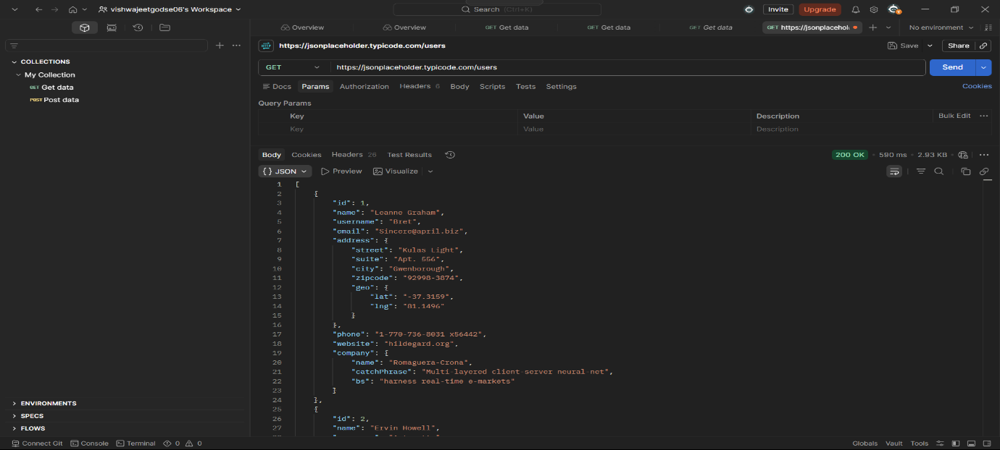 vishwajeetgodse06's Workspace
Search (Ctrl+K)
Invite
Upgrade
Overview
Overview
GET Get data
GET Get data
GET Get data
GET https://jsonplacehol
No environment
https://jsonplaceholder.typicode.com/users
Save
Share
COLLECTIONS
My Collection
GET Get data
POST Post data
GET
https://jsonplaceholder.typicode.com/users
Send
Docs Params Authorization Headers 6 Body Scripts Tests Settings
Cookies
Query Params
Key Value Description Bulk Edit
Key Value Description
Body Cookies Headers 26 Test Results
200 OK • 590 ms • 2.93 KB
{ } JSON Preview Visualize
1 [
2 {
3 "id": 1,
4 "name": "Leanne Graham",
5 "username": "Bret",
6 "email": "Sincere@april.biz",
7 "address": {
8 "street": "Kulas Light",
9 "suite": "Apt. 556",
10 "city": "Gwenborough",
11 "zipcode": "92998-3874",
12 "geo": {
13 "lat": "-37.3159",
14 "lng": "81.1496"
15 }
16 },
17 "phone": "1-770-736-8031 x56442",
18 "website": "hildegard.org",
19 "company": {
20 "name": "Romaguera-Crona",
21 "catchPhrase": "Multi-layered client-server neural-net",
22 "bs": "harness real-time e-markets"
23 }
24 },
25 {
26 "id": 2,
27 "name": "Ervin Howell",
ENVIRONMENTS
SPECS
FLOWS
Connect Git Console Terminal 0 0
Globals Vault Tools